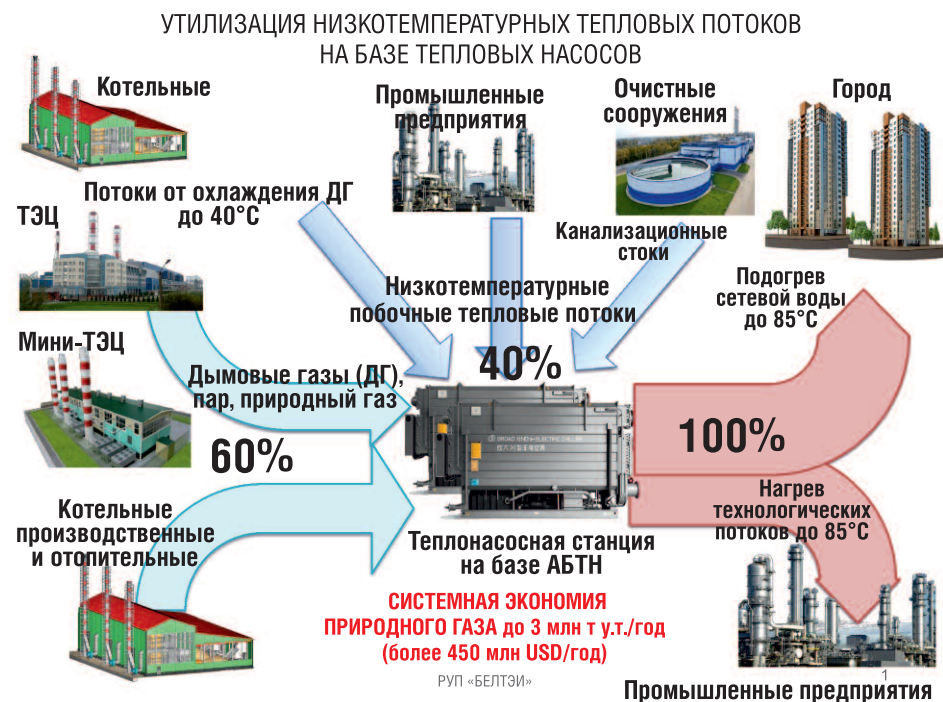 УТИЛИЗАЦИЯ НИЗКОТЕМПЕРАТУРНЫХ ТЕПЛОВЫХ ПОТОКОВ
НА БАЗЕ ТЕПЛОВЫХ НАСОСОВ
Котельные
Промышленные
предприятия
Очистные
сооружения
Город
Потоки от охлаждения ДГ
до 40°С
ТЭЦ
Канализационные
стоки
Низкотемпературные
побочные тепловые потоки
40%
Подогрев
сетевой воды
до 85°С
Мини-ТЭЦ
Дымовые газы (ДГ),
пар, природный газ
60%
100%
Котельные
производственные
и отопительные
Теплонасосная станция
на базе АБТН
Нагрев
технологических
потоков до 85°С
СИСТЕМНАЯ ЭКОНОМИЯ
ПРИРОДНОГО ГАЗА до 3 млн т у.т./год
(более 450 млн USD/год)
РУП «БЕЛТЭИ»
1
Промышленные предприятия